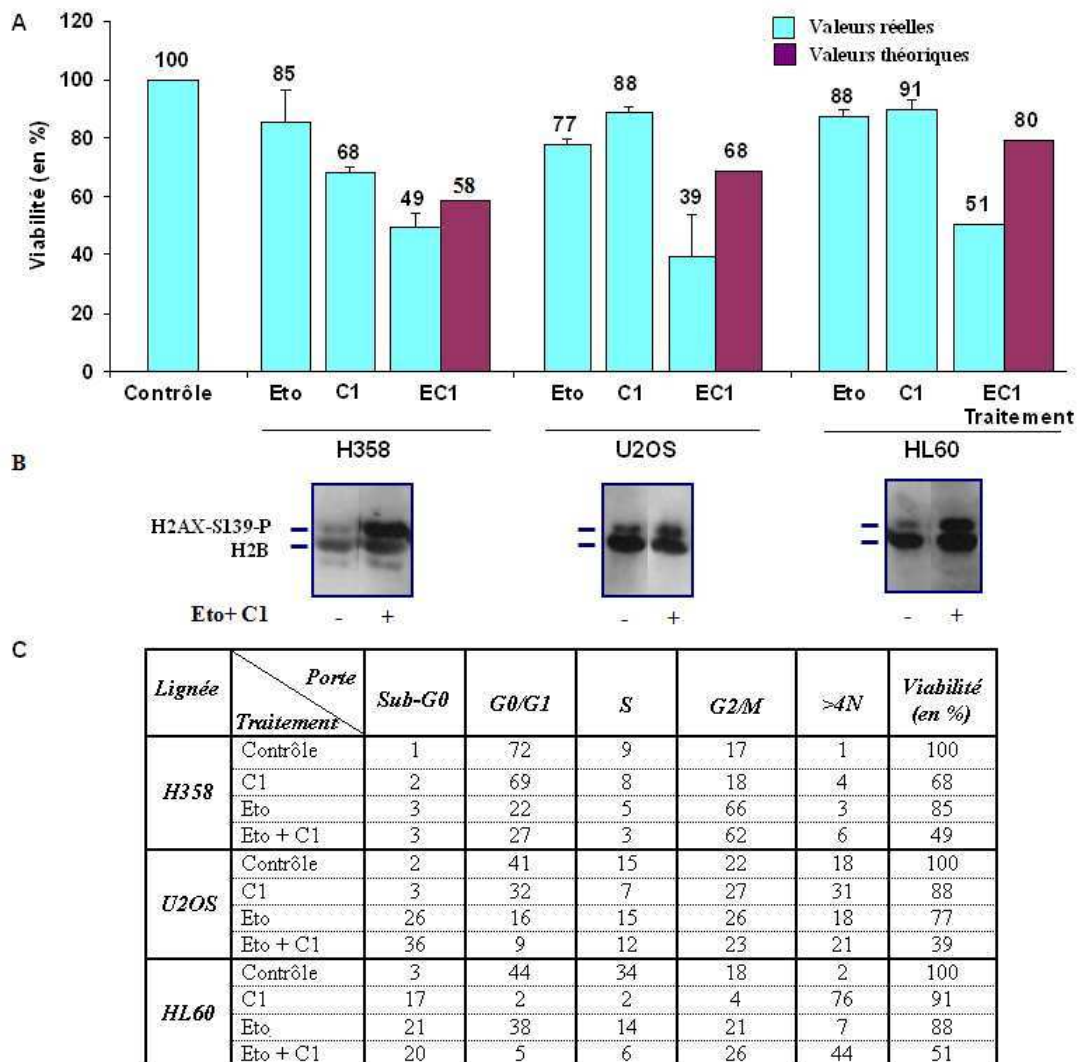 A
120
100
80
60
40
20
0
Viabilité (en %)
Valeurs réelles
Valeurs théoriques
100
85
68
49
58
77
88
39
68
88
91
51
80
Contrôle
Eto
C1
EC1
Eto
C1
EC1
Eto
C1
EC1
Traitement
H358
U2OS
HL60
B
H2AX-S139-P
H2B
Eto+ C1
- +
- +
- +
C
Lignée Porte Traitement Sub-G0 G0/G1 S G2/M >4N Viabilité (en %)
H358
Contrôle 1 72 9 17 1 100
C1 2 69 8 18 4 68
Eto 3 22 5 66 3 85
Eto + C1 3 27 3 62 6 49
U2OS
Contrôle 2 41 15 22 18 100
C1 3 32 7 27 31 88
Eto 26 16 15 26 18 77
Eto + C1 36 9 12 23 21 39
HL60
Contrôle 3 44 34 18 2 100
C1 17 2 2 4 76 91
Eto 21 38 14 21 7 88
Eto + C1 20 5 6 26 44 51